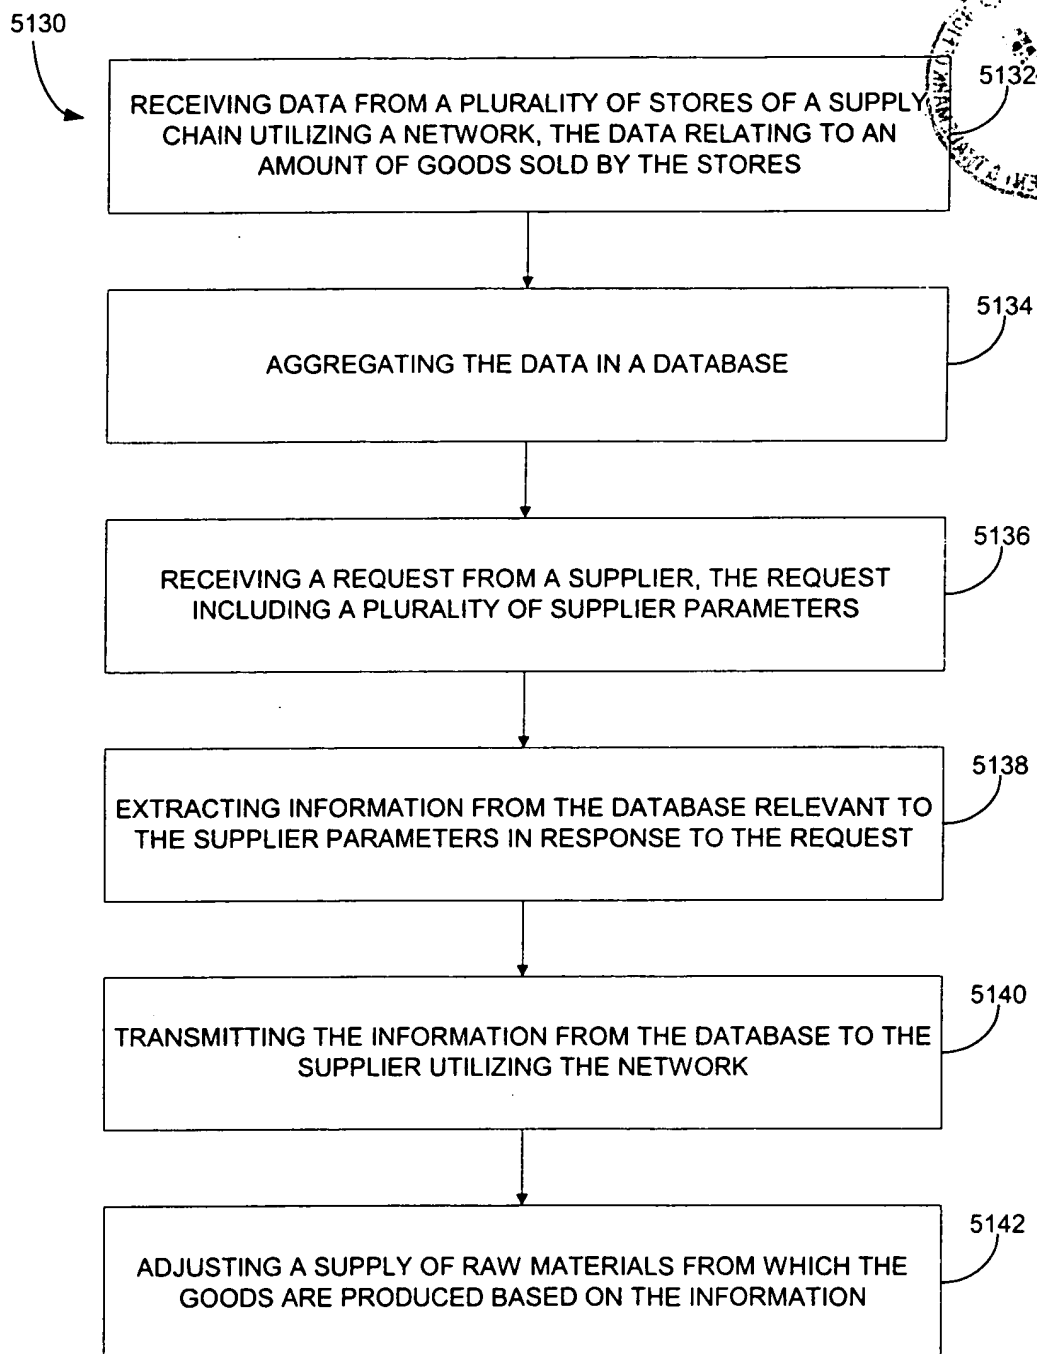 5130
5132
RECEIVING DATA FROM A PLURALITY OF STORES OF A SUPPLY
CHAIN UTILIZING A NETWORK, THE DATA RELATING TO AN
AMOUNT OF GOODS SOLD BY THE STORES
5134
AGGREGATING THE DATA IN A DATABASE
5136
RECEIVING A REQUEST FROM A SUPPLIER, THE REQUEST
INCLUDING A PLURALITY OF SUPPLIER PARAMETERS
5138
EXTRACTING INFORMATION FROM THE DATABASE RELEVANT TO
THE SUPPLIER PARAMETERS IN RESPONSE TO THE REQUEST
5140
TRANSMITTING THE INFORMATION FROM THE DATABASE TO THE
SUPPLIER UTILIZING THE NETWORK
5142
ADJUSTING A SUPPLY OF RAW MATERIALS FROM WHICH THE
GOODS ARE PRODUCED BASED ON THE INFORMATION